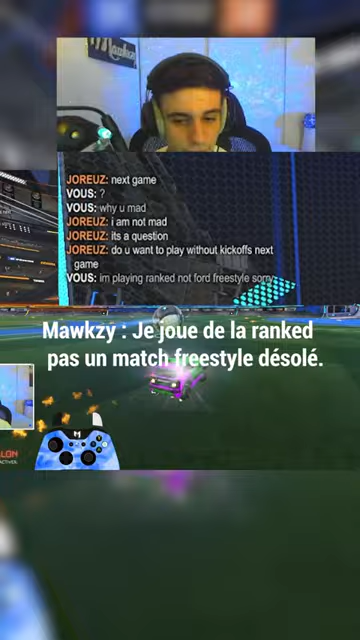 JOREUZ: next game
VOUS: ?
VOUS: why u mad
JOREUZ: i am not mad
JOREUZ: its a question
JOREUZ: do u want to play without kickoffs next
game
VOUS: im playing ranked not ford freestyle sorry
Mawkzy : Je joue de la ranked
pas un match freestyle désolé.